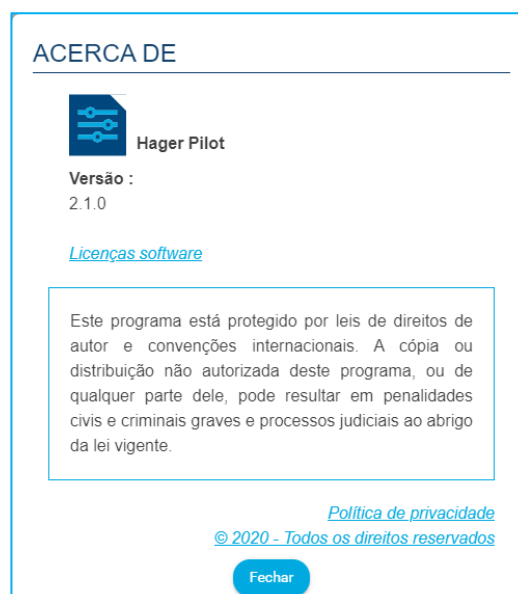 ACERCA DE
Hager Pilot
Versão :
2.1.0
Licenças software
Este programa está protegido por leis de direitos de
autor e convenções internacionais. A cópia ou
distribuição não autorizada deste programa, ou de
qualquer parte dele, pode resultar em penalidades
civis e criminais graves e processos judiciais ao abrigo
da lei vigente.
Política de privacidade
© 2020 - Todos os direitos reservados
Fechar